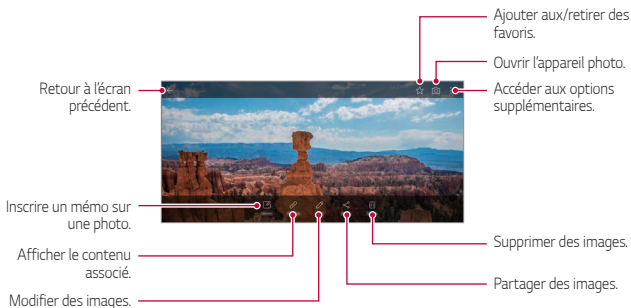 Ajouter aux/retirer des
favoris.
Ouvrir l'appareil photo.
Retour à l'écran
précédent.
Accéder aux options
supplémentaires.
Inscrire un mémo sur
une photo.
Afficher le contenu
associé.
Modifier des images.
Supprimer des images.
Partager des images.